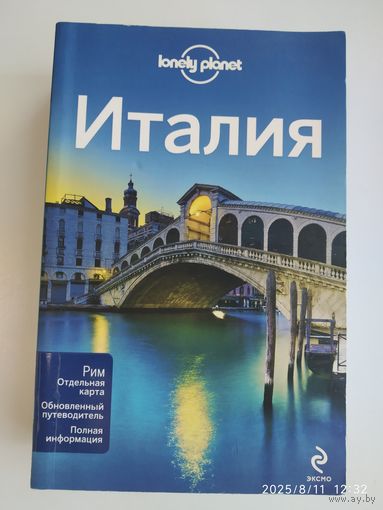 lonely planet
Италия
Рим
Отдельная
карта
Обновленный
путеводитель
Полная
информация
эксмо
2025/8/11 12:32
www.ay.by